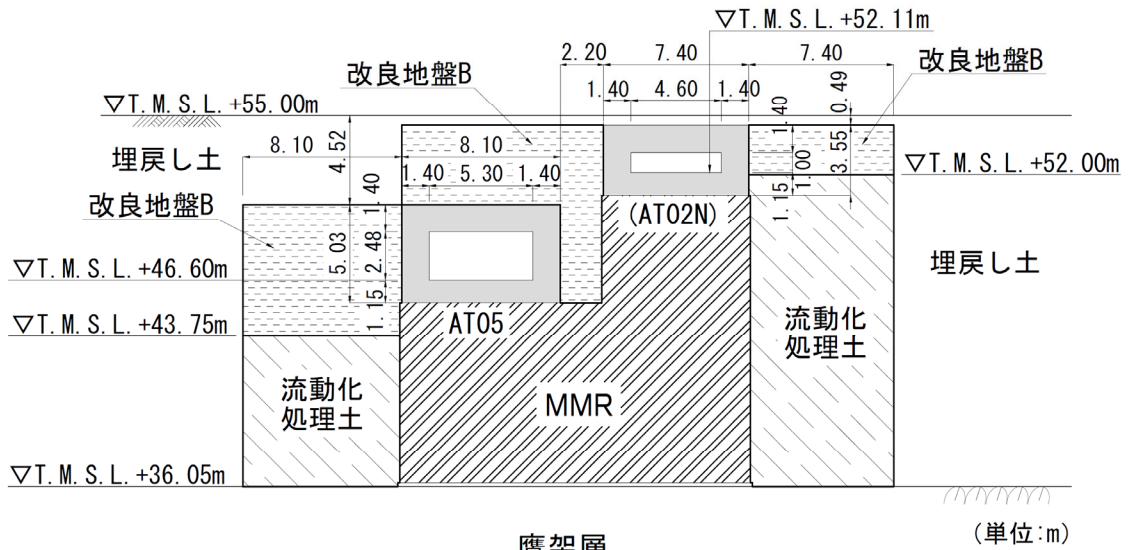 ▽T.M.S.L.+52.11m
2.20 7.40 7.40
改良地盤B
改良地盤B
1.40 4.60 1.40
▽T.M.S.L.+55.00m
0.49
1.40
8.10
4.52
8.10
1.00
3.55
埋戻し土
▽T.M.S.L.+52.00m
1.40 5.30 1.40
1.15
改良地盤B
1.40
(AT02N)
5.03
2.48
▽T.M.S.L.+46.60m
埋戻し土
1.15
▽T.M.S.L.+43.75m
AT05
流動化
処理土
流動化
処理土
MMR
▽T.M.S.L.+36.05m
(単位:m)
鷹架層